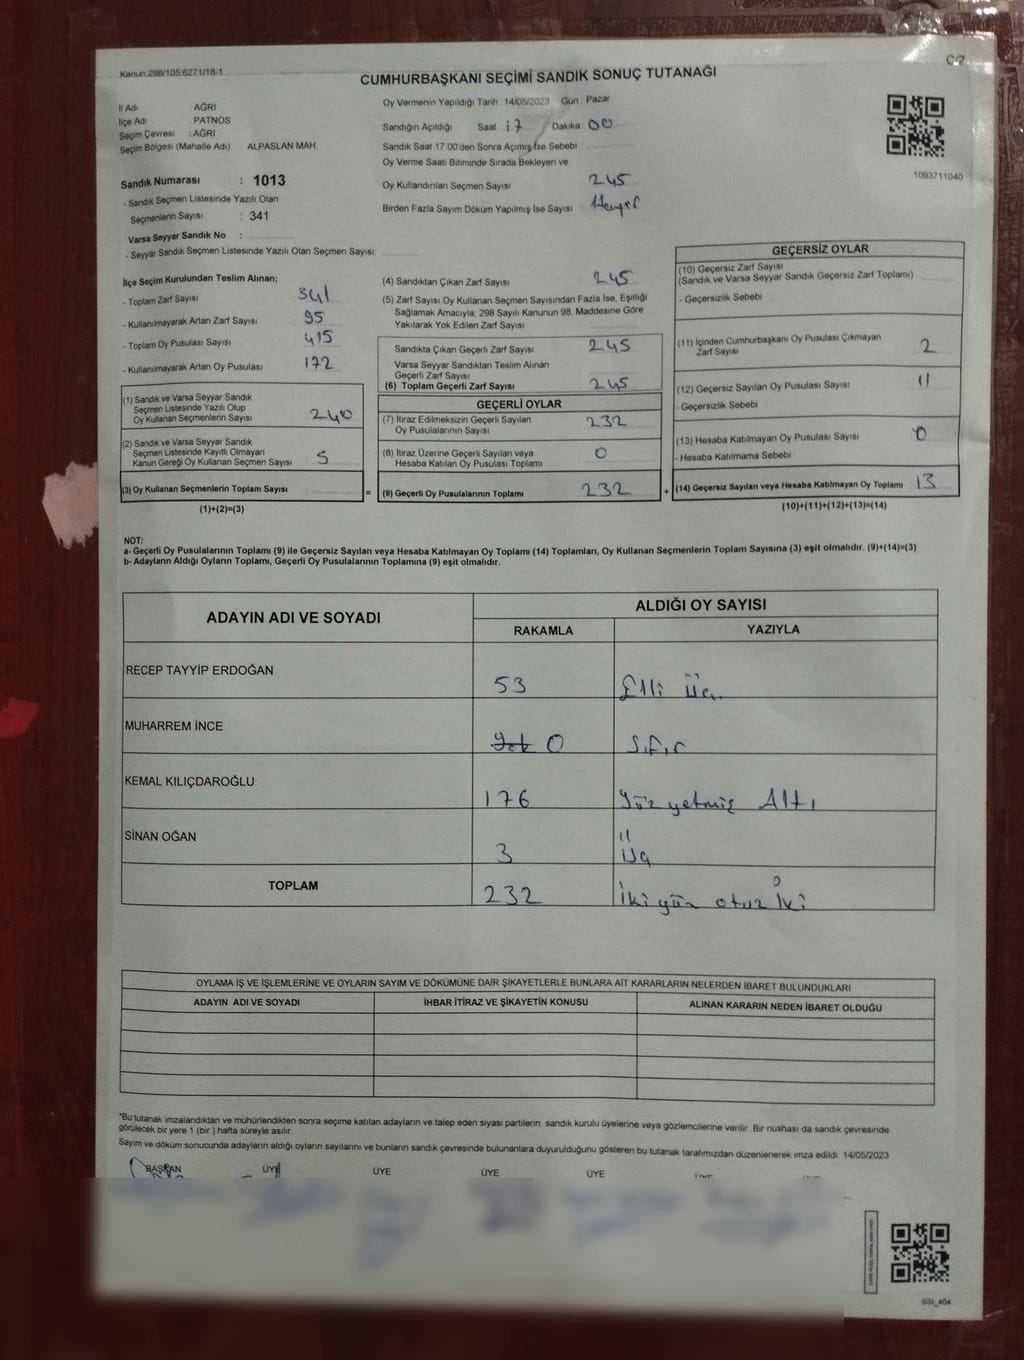 Kanun:298/105;6271/18-1
C-2
CUMHURBAŞKANI SEÇİMİ SANDIK SONUÇ TUTANAĞI
İl Adı : AĞRI
İlçe Adı : PATNOS
Seçim Çevresi : AĞRI
Seçim Bölgesi (Mahalle Adı) : ALPASLAN MAH.
Oy Vermenin Yapıldığı Tarih : 14/05/2023 Gün : Pazar
Sandığın Açıldığı Saat 17 Dakika 00
Sandık Saat 17:00'den Sonra Açımış İse Sebebi
Oy Verme Saati Bitiminde Sırada Bekleyen ve
Oy Kullandırılan Seçmen Sayısı 245
Birden Fazla Sayım Döküm Yapılmış İse Sayısı Hayır
1093711040
Sandık Numarası : 1013
- Sandık Seçmen Listesinde Yazılı Olan
Seçmenlerin Sayısı : 341
Varsa Seyyar Sandık No :
- Seyyar Sandık Seçmen Listesinde Yazılı Olan Seçmen Sayısı:
İlçe Seçim Kurulundan Teslim Alınan;
- Toplam Zarf Sayısı 341
- Kullanılmayarak Artan Zarf Sayısı 95
- Toplam Oy Pusulası Sayısı 415
- Kullanılmayarak Artan Oy Pusulası 172
(1) Sandık ve Varsa Seyyar Sandık
Seçmen Listesinde Yazılı Olup
Oy Kullanan Seçmenlerin Sayısı 240
(2) Sandık ve Varsa Seyyar Sandık
Seçmen Listesinde Kayıtlı Olmayan
Kanun Gereği Oy Kullanan Seçmen Sayısı 5
(3) Oy Kullanan Seçmenlerin Toplam Sayısı
(1)+(2)=(3)
=
(4) Sandıktan Çıkan Zarf Sayısı 245
(5) Zarf Sayısı Oy Kullanan Seçmen Sayısından Fazla İse, Eşitliği
Sağlamak Amacıyla, 298 Sayılı Kanunun 98. Maddesine Göre
Yakılarak Yok Edilen Zarf Sayısı
Sandıkta Çıkan Geçerli Zarf Sayısı 245
Varsa Seyyar Sandıktan Teslim Alınan
Geçerli Zarf Sayısı
(6) Toplam Geçerli Zarf Sayısı 245
GEÇERLİ OYLAR
(7) İtiraz Edilmeksizin Geçerli Sayılan
Oy Pusulalarının Sayısı 232
(8) İtiraz Üzerine Geçerli Sayılan veya
Hesaba Katılan Oy Pusulası Toplamı 0
(9) Geçerli Oy Pusulalarının Toplamı 232
+
GEÇERSİZ OYLAR
(10) Geçersiz Zarf Sayısı
(Sandık ve Varsa Seyyar Sandık Geçersiz Zarf Toplamı)
- Geçersizlik Sebebi
(11) İçinden Cumhurbaşkanı Oy Pusulası Çıkmayan
Zarf Sayısı 2
(12) Geçersiz Sayılan Oy Pusulası Sayısı 11
- Geçersizlik Sebebi
(13) Hesaba Katılmayan Oy Pusulası Sayısı 0
- Hesaba Katılmama Sebebi
(14) Geçersiz Sayılan veya Hesaba Katılmayan Oy Toplamı 13
(10)+(11)+(12)+(13)=(14)
NOT:
a- Geçerli Oy Pusulalarının Toplamı (9) ile Geçersiz Sayılan veya Hesaba Katılmayan Oy Toplamı (14) Toplamları, Oy Kullanan Seçmenlerin Toplam Sayısına (3) eşit olmalıdır. (9)+(14)=(3)
b- Adayların Aldığı Oyların Toplamı, Geçerli Oy Pusulalarının Toplamına (9) eşit olmalıdır.
ADAYIN ADI VE SOYADI
ALDIĞI OY SAYISI
RAKAMLA YAZIYLA
RECEP TAYYİP ERDOĞAN 53 Elli Üç
MUHARREM İNCE Yok 0 Sıfır
KEMAL KILIÇDAROĞLU 176 Yüz yetmiş Altı
SİNAN OĞAN 3 Üç
TOPLAM 232 İkiyüz otuz İki
OYLAMA İŞ VE İŞLEMLERİNE VE OYLARIN SAYIM VE DÖKÜMÜNE DAİR ŞİKAYETLERLE BUNLARA AİT KARARLARIN NELERDEN İBARET BULUNDUKLARI
ADAYIN ADI VE SOYADI İHBAR İTİRAZ VE ŞİKAYETİN KONUSU ALINAN KARARIN NEDEN İBARET OLDUĞU
*Bu tutanak imzalandıktan ve mühürlendikten sonra seçime katılan adayların ve talep eden siyasi partilerin sandık kurulu üyelerine veya gözlemcilerine verilir. Bir nüshası da sandık çevresinde
görülecek bir yere 1 (bir) hafta süreyle asılır.
Sayım ve döküm sonucunda adayların aldığı oyların sayılarını ve bunların sandık çevresinde bulunanlara duyurulduğunu gösteren bu tutanak tarafımızdan düzenlenerek imza edildi. 14/05/2023
BAŞKAN ÜYE ÜYE ÜYE ÜYE
SSI_404